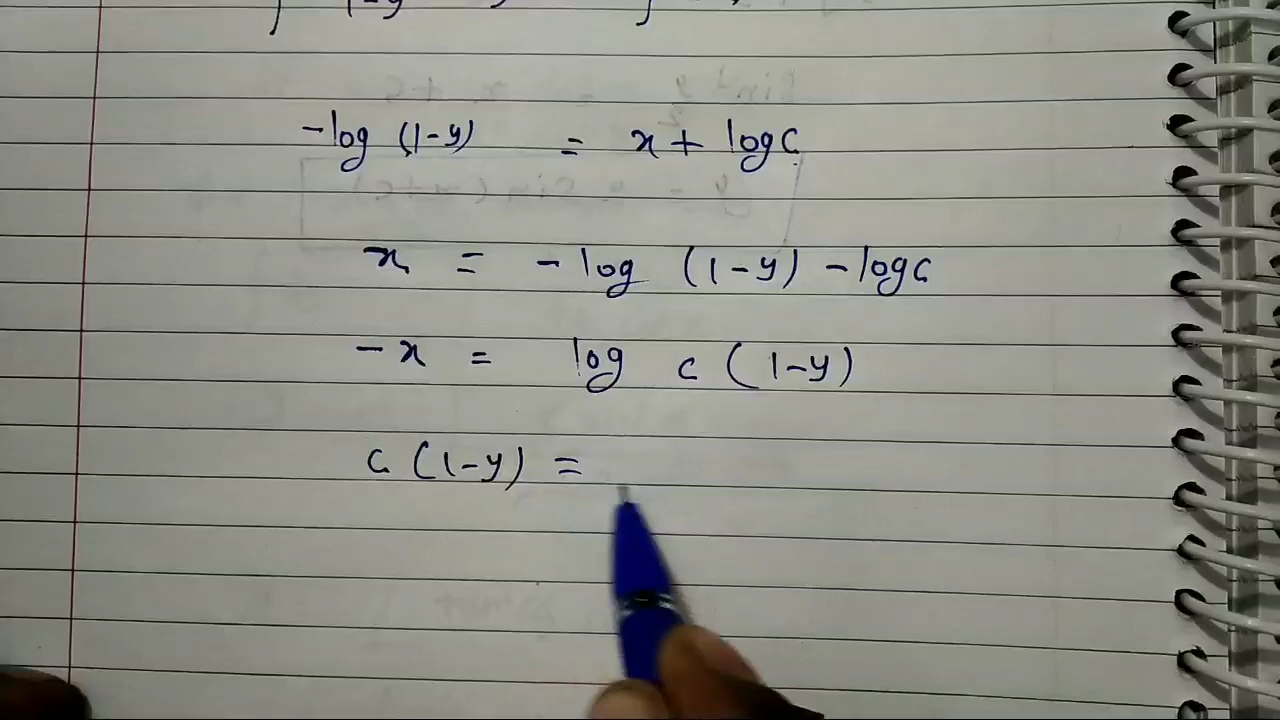 -log (1-y) = x + log c
x = - log (1-y) - log c
-x = log c (1-y)
c (1-y) =